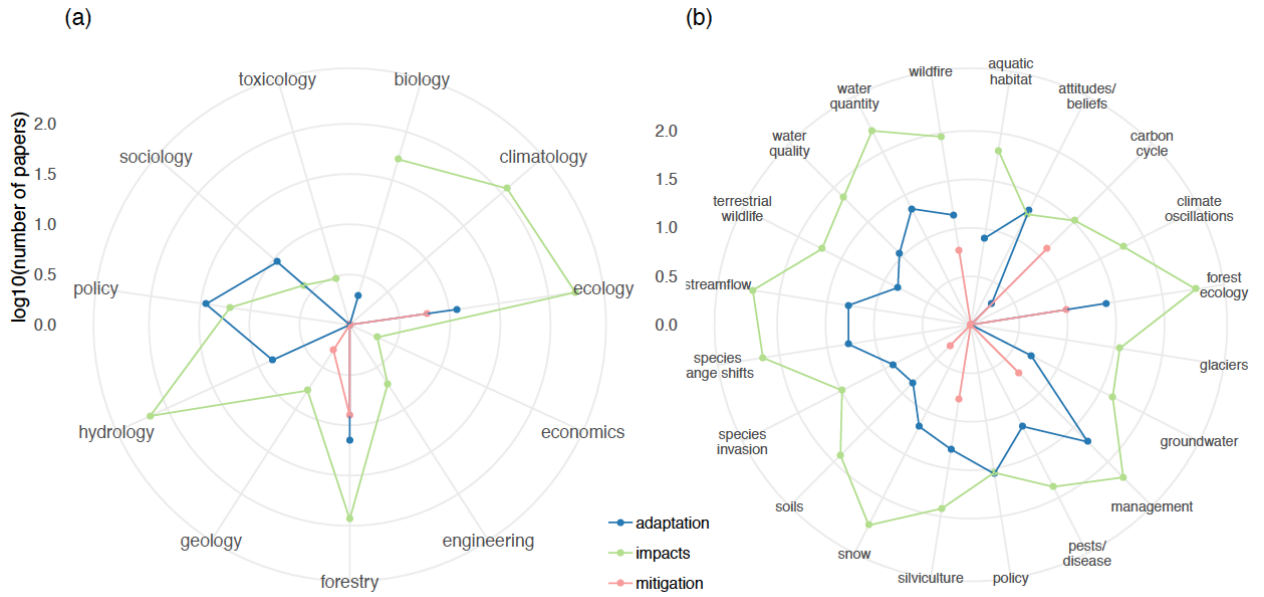 (a)
(b)
log10(number of papers)
2.0
1.5
1.0
0.5
0.0
toxicology
biology
sociology
climatology
policy
ecology
hydrology
economics
geology
engineering
forestry
adaptation
impacts
mitigation
2.0
1.5
1.0
0.5
0.0
wildfire
aquatic
habitat
water
quantity
attitudes/
beliefs
water
quality
carbon
cycle
terrestrial
wildlife
climate
oscillations
streamflow
forest
ecology
species
ange shifts
glaciers
species
invasion
groundwater
soils
management
snow
pests/
disease
silviculture
policy